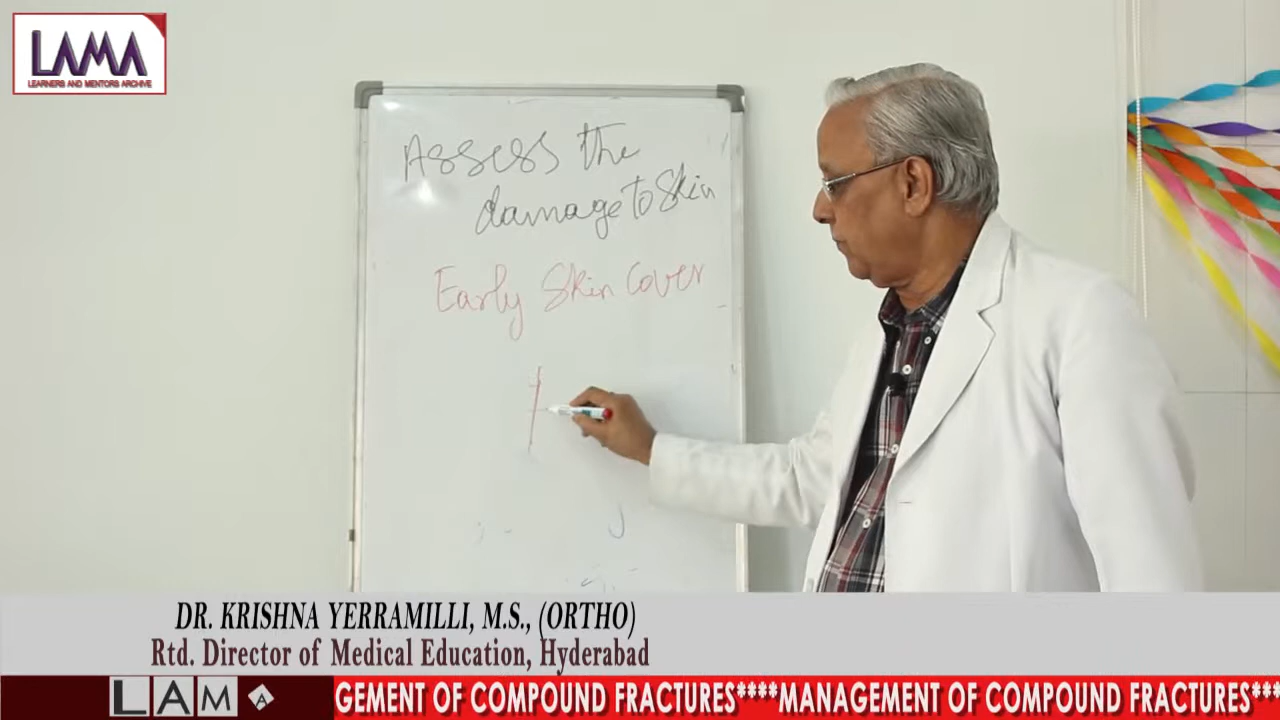 LAMA
LEARNERS AND MENTORS ARCHIVE
Assess the
damage To Skin
Early Skin Cover
DR. KRISHNA YERRAMILLI, M.S., (ORTHO)
Rtd. Director of Medical Education, Hyderabad
LAMA
GEMENT OF COMPOUND FRACTURES****MANAGEMENT OF COMPOUND FRACTURES***